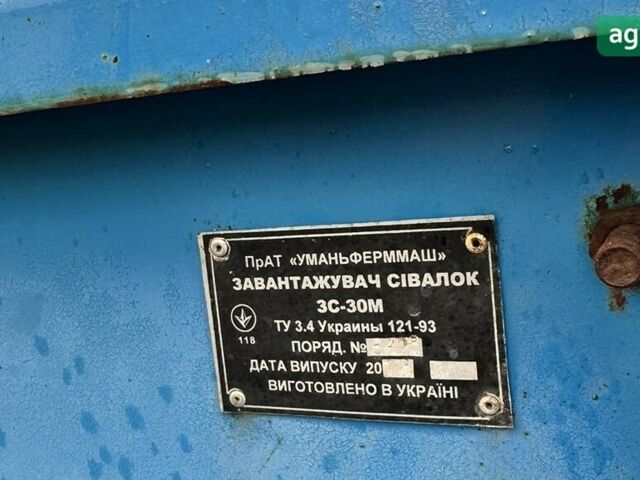 ag
ПрАТ «УМАНЬФЕРММАШ»
ЗАВАНТАЖУВАЧ СІВАЛОК
ЗС-30М
ТУ 3.4 Украины 121-93
118
ПОРЯД. №
ДАТА ВИПУСКУ 20
ВИГОТОВЛЕНО В УКРАЇНІ